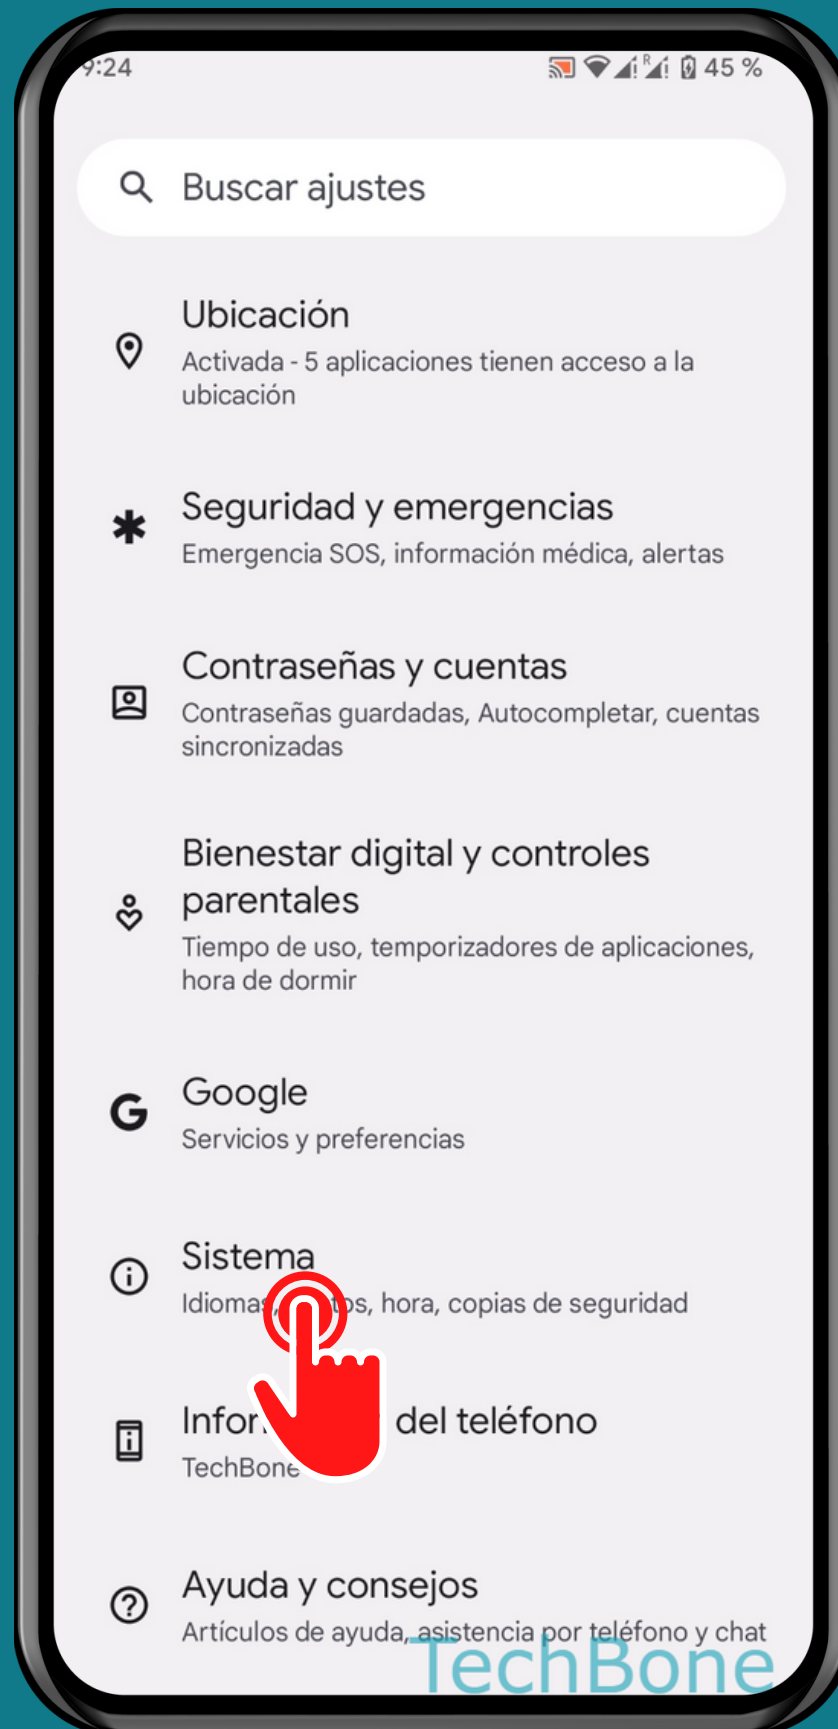 9:24
R
45 %
Buscar ajustes
Ubicación
Activada - 5 aplicaciones tienen acceso a la
ubicación
Seguridad y emergencias
Emergencia SOS, información médica, alertas
Contraseñas y cuentas
Contraseñas guardadas, Autocompletar, cuentas
sincronizadas
Bienestar digital y controles
parentales
Tiempo de uso, temporizadores de aplicaciones,
hora de dormir
Google
Servicios y preferencias
Sistema
Idiomas, hora, copias de seguridad
del teléfono
TechBone
Ayuda y consejos
Artículos de ayuda, asistencia por teléfono y chat
TechBone